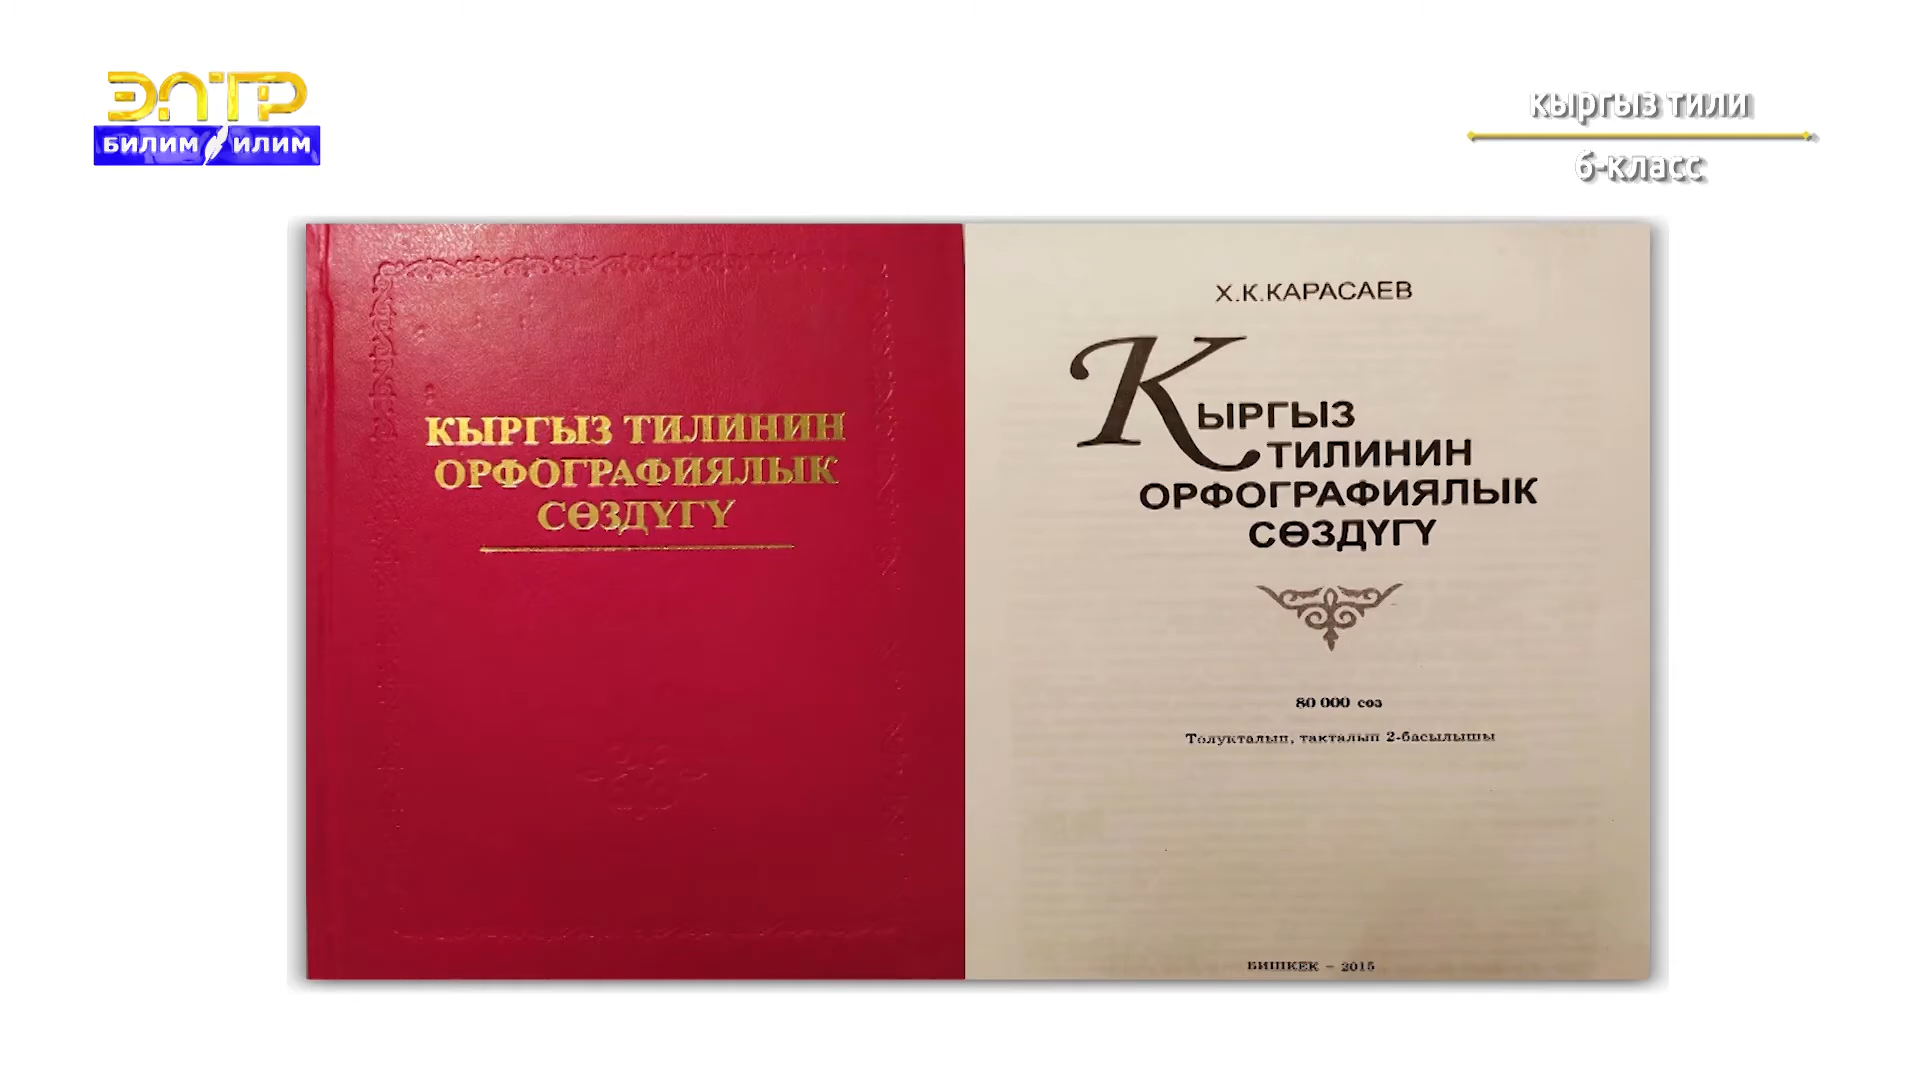 ЭЛТР
БИЛИМ ИЛИМ
кыргыз тили
6-класс
КЫРГЫЗ ТИЛИНИН
ОРФОГРАФИЯЛЫК
СӨЗДҮГҮ
Х.К.КАРАСАЕВ
КЫРГЫЗ
ТИЛИНИН
ОРФОГРАФИЯЛЫК
СӨЗДҮГҮ
80 000 сөз
Толукталып, такталып 2-басылышы
БИШКЕК – 2015